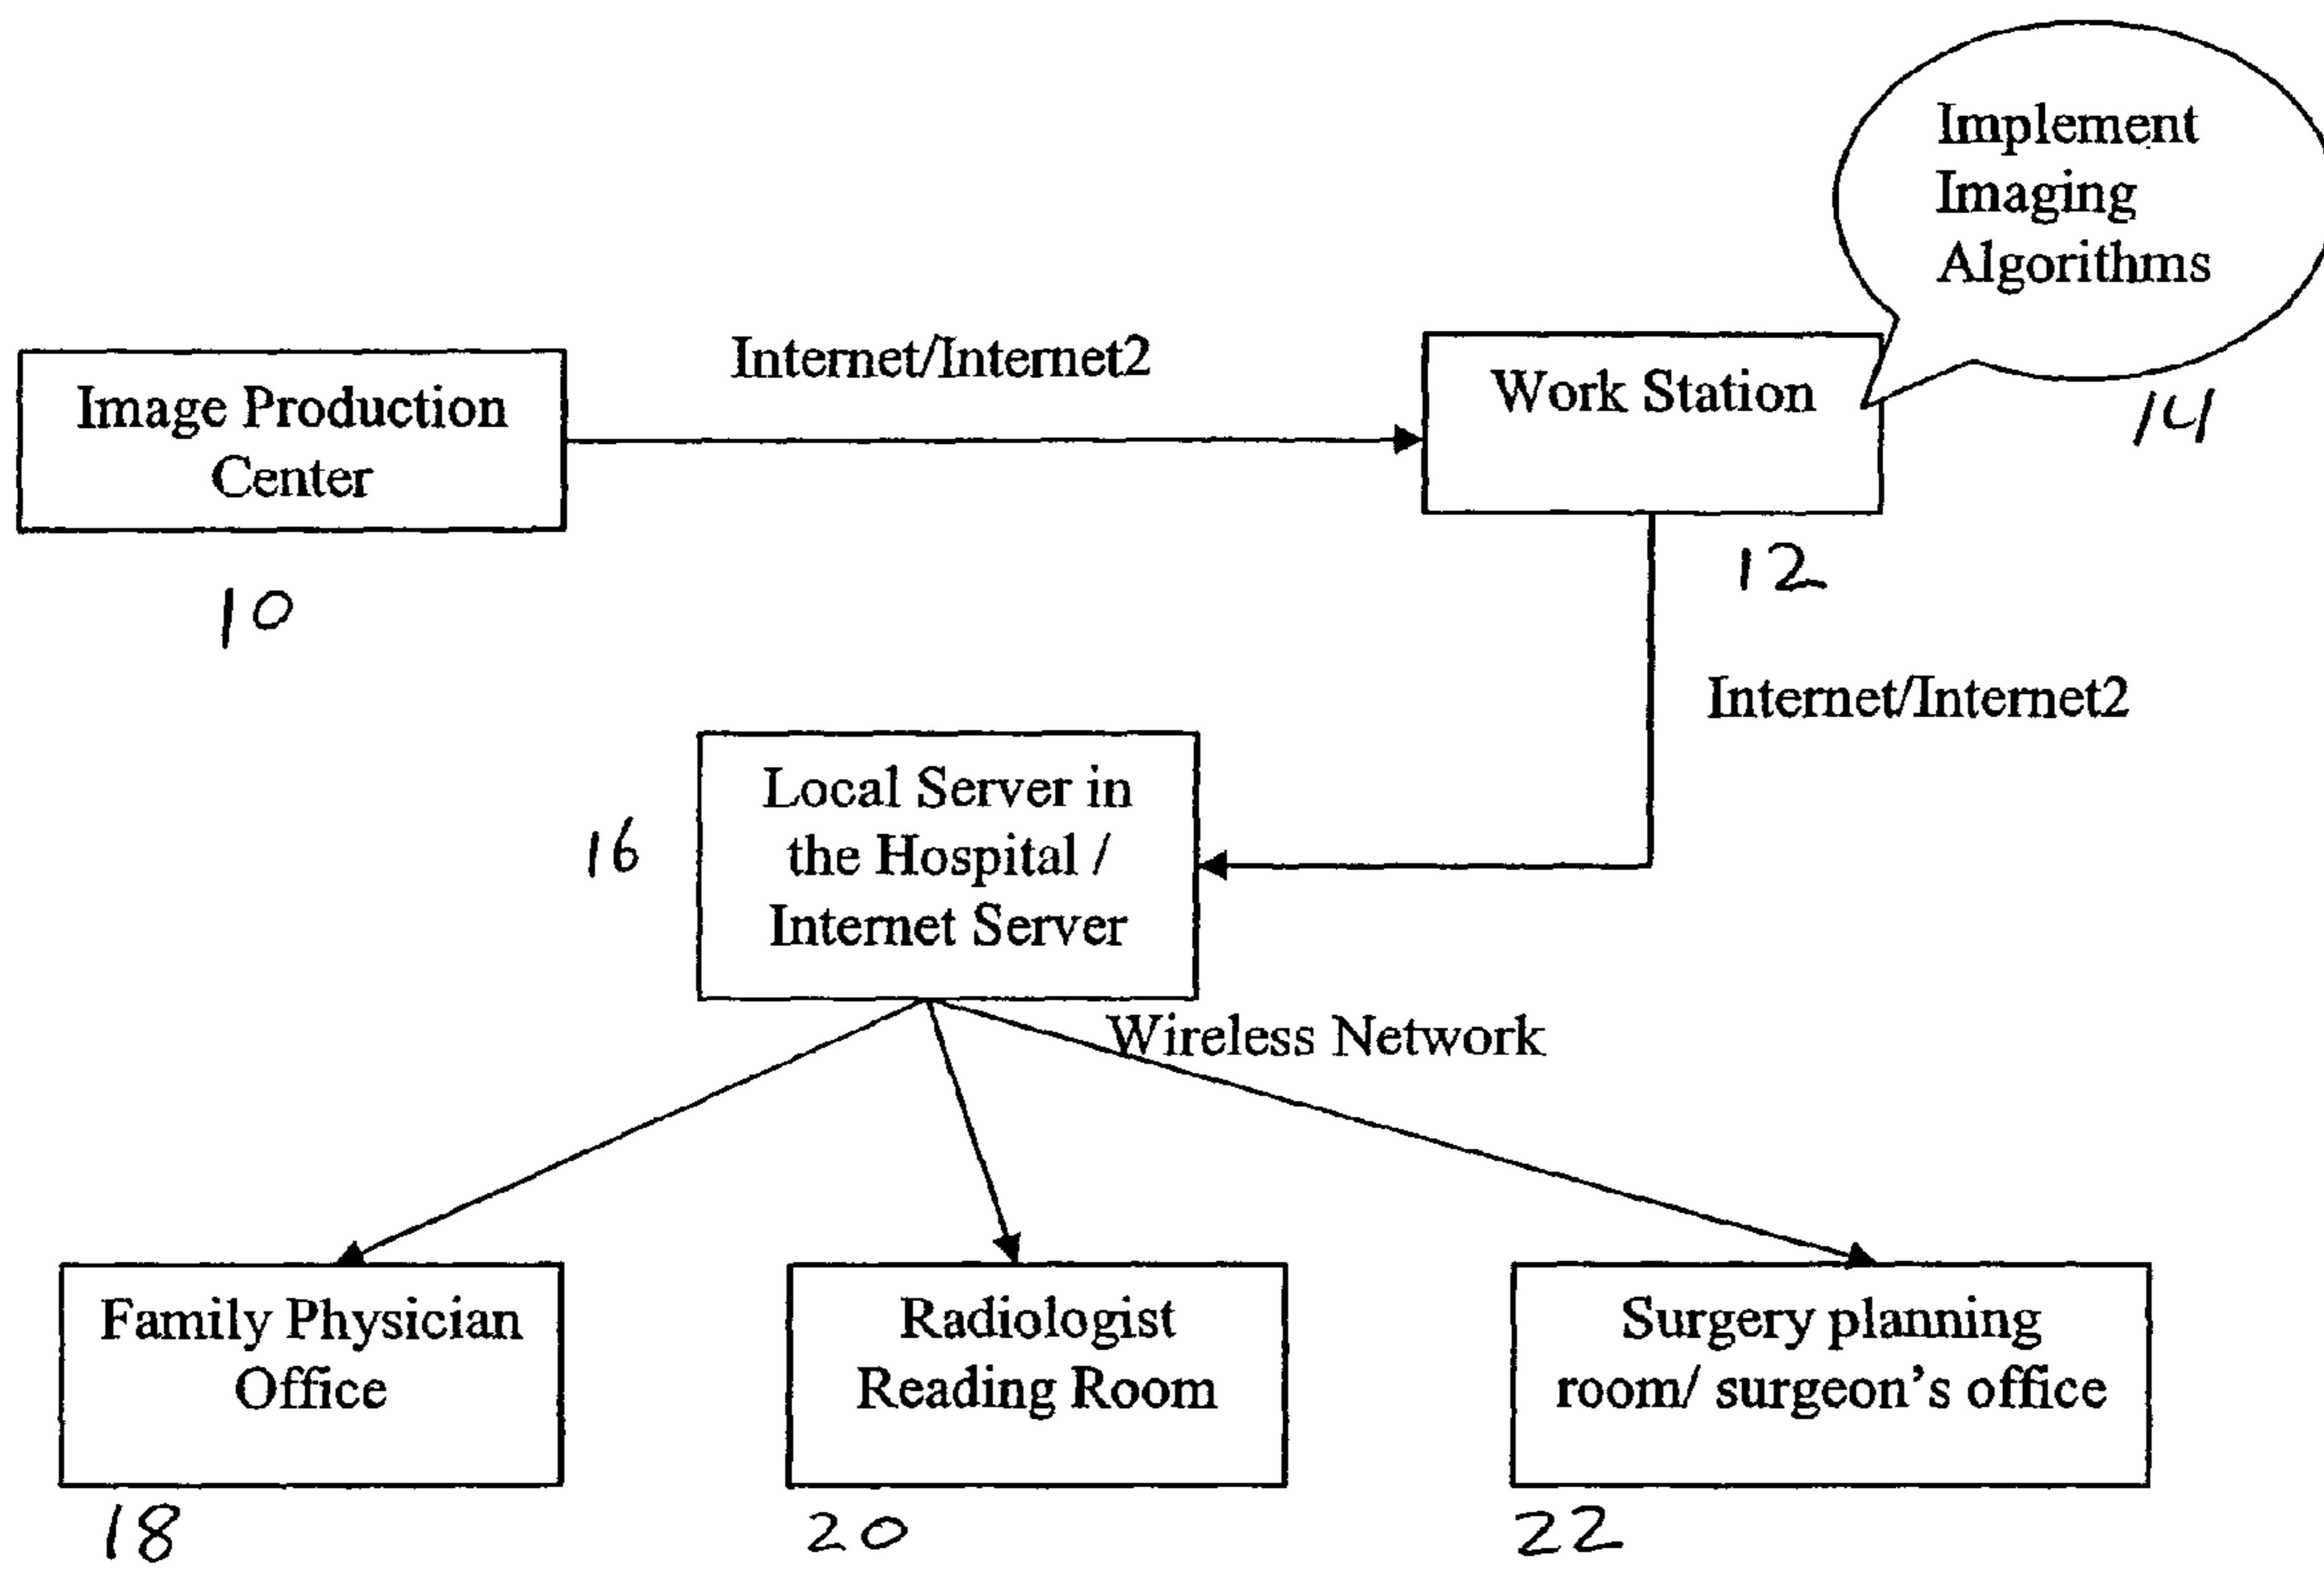 Implement
Imaging
Algorithms
14
Internet/Internet2
Image Production
Center
10
Work Station
12
Internet/Internet2
Local Server in
the Hospital /
Internet Server
16
Wireless Network
Family Physician
Office
18
Radiologist
Reading Room
20
Surgery planning
room/ surgeon's office
22